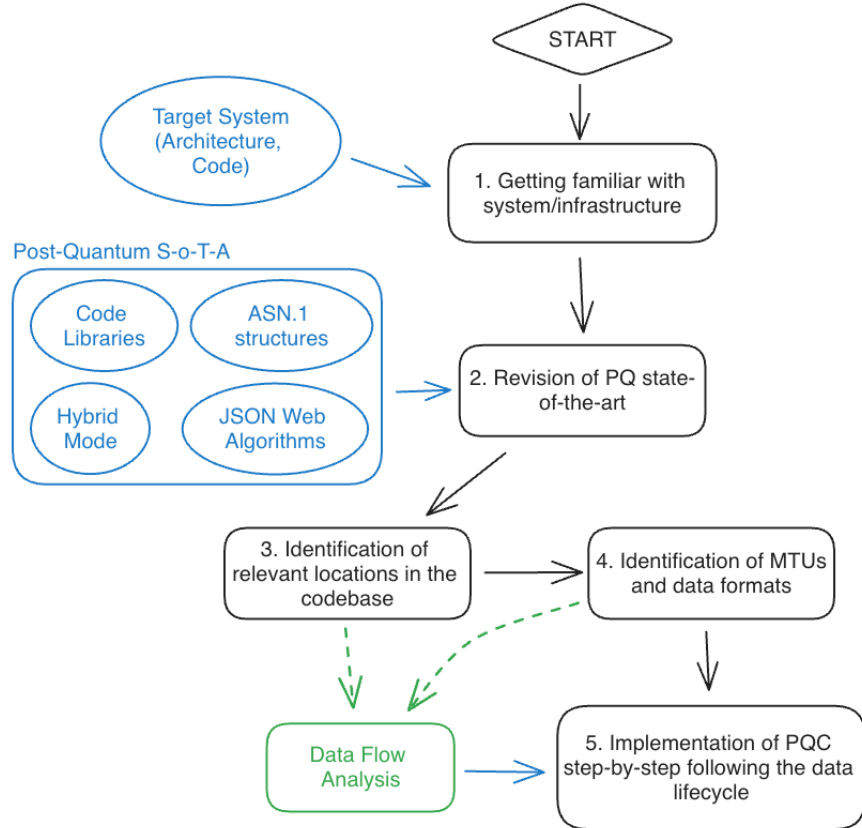 START
Target System
(Architecture,
Code)
1. Getting familiar with
system/infrastructure
Post-Quantum S-o-T-A
Code
Libraries
ASN.1
structures
Hybrid
Mode
JSON Web
Algorithms
2. Revision of PQ state-
of-the-art
3. Identification of
relevant locations in the
codebase
4. Identification of MTUs
and data formats
Data Flow
Analysis
5. Implementation of PQC
step-by-step following the data
lifecycle